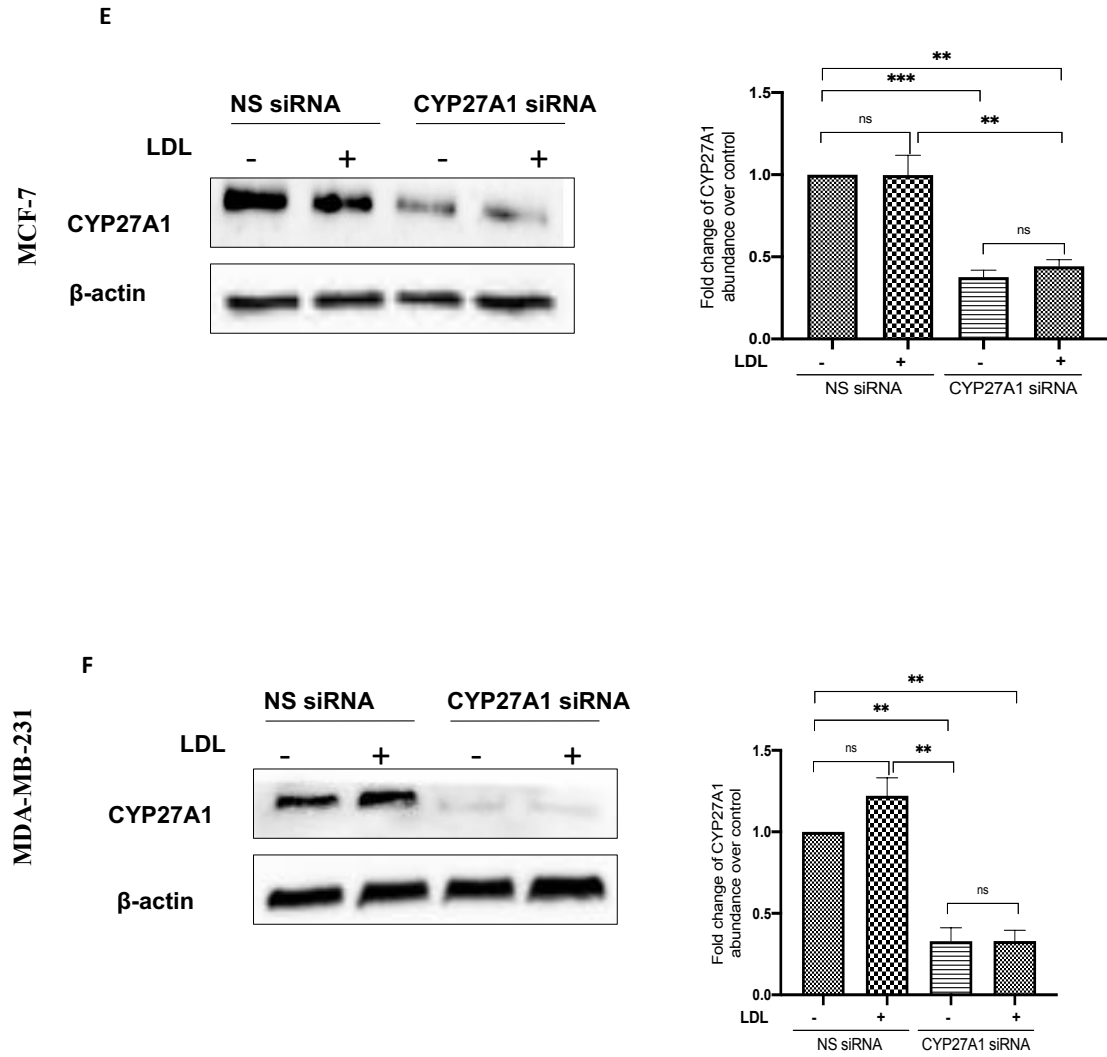 E
MCF-7
NS siRNA CYP27A1 siRNA
LDL - + - +
CYP27A1
β-actin
Fold change of CYP27A1
abundance over control
**
***
ns **
ns
1.5
1.0
0.5
0.0
LDL - + - +
NS siRNA CYP27A1 siRNA
F
MDA-MB-231
NS siRNA CYP27A1 siRNA
LDL - + - +
CYP27A1
β-actin
Fold change of CYP27A1
abundance over control
**
**
ns **
ns
1.5
1.0
0.5
0.0
LDL - + - +
NS siRNA CYP27A1 siRNA